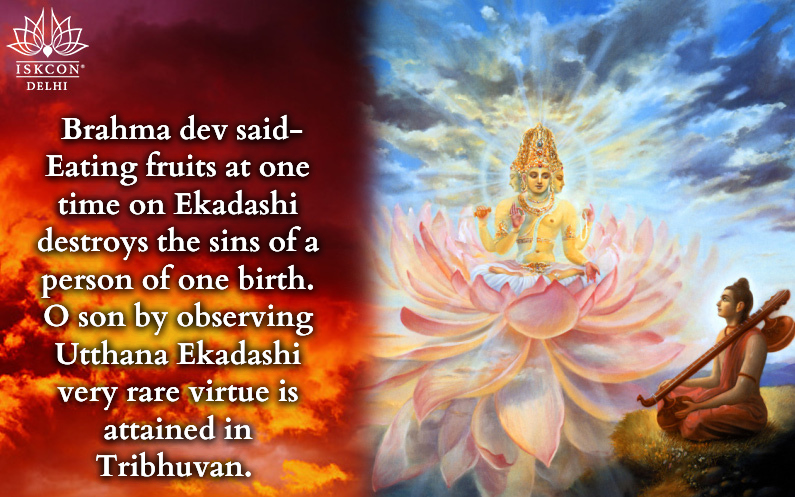 ISKCON®
DELHI
Brahma dev said-
Eating fruits at one
time on Ekadashi
destroys the sins of a
person of one birth.
O son by observing
Utthana Ekadashi
very rare virtue is
attained in
Tribhuvan.